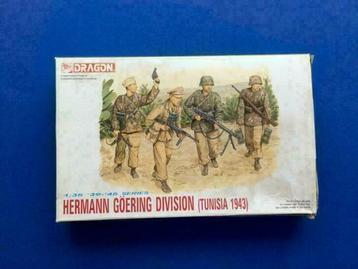 DRAGON
1:35 '39-'45 SERIES
HERMANN GOERING DIVISION (TUNISIA 1943)